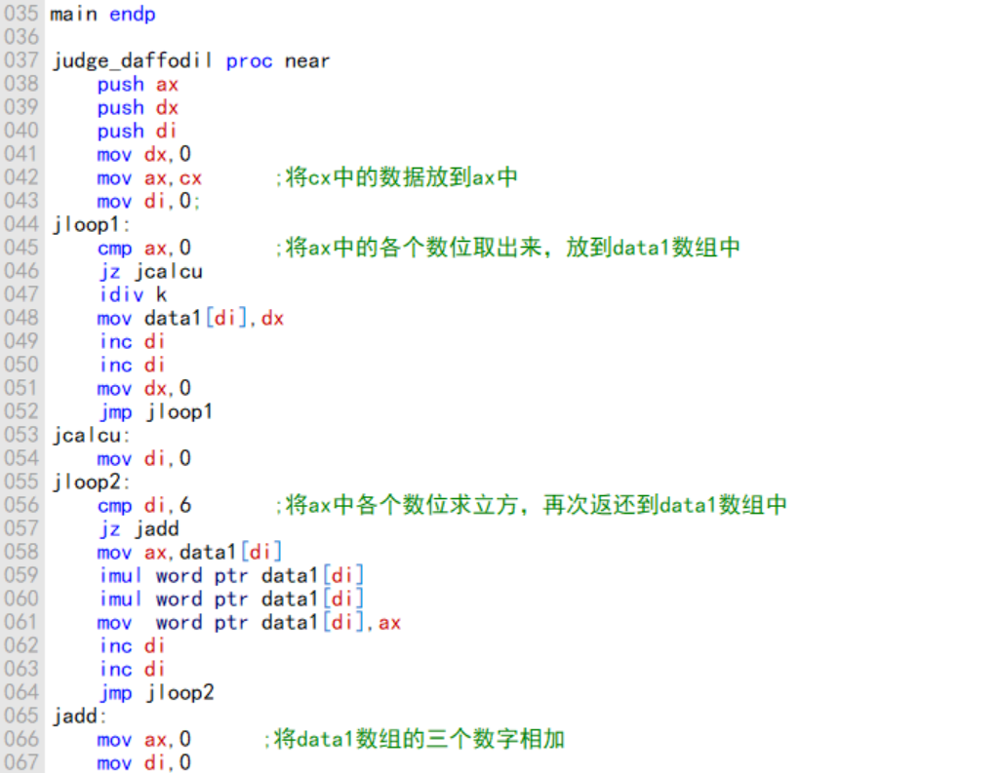 035 main endp
036
037 judge_daffodil proc near
038     push ax
039     push dx
040     push di
041     mov dx,0
042     mov ax,cx      ;将cx中的数据放到ax中
043     mov di,0;
044 jloop1:
045     cmp ax,0       ;将ax中的各个数位取出来，放到data1数组中
046     jz jcalcu
047     idiv k
048     mov data1[di],dx
049     inc di
050     inc di
051     mov dx,0
052     jmp jloop1
053 jcalcu:
054     mov di,0
055 jloop2:
056     cmp di,6       ;将ax中各个数位求立方，再次返还到data1数组中
057     jz jadd
058     mov ax,data1[di]
059     imul word ptr data1[di]
060     imul word ptr data1[di]
061     mov  word ptr data1[di],ax
062     inc di
063     inc di
064     jmp jloop2
065 jadd:
066     mov ax,0      ;将data1数组的三个数字相加
067     mov di,0